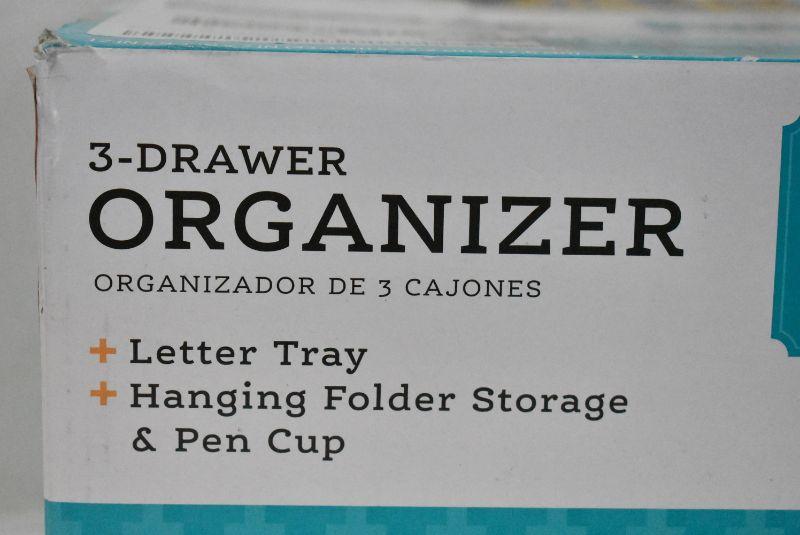 3-DRAWER
ORGANIZER
ORGANIZADOR DE 3 CAJONES
+ Letter Tray
+ Hanging Folder Storage
& Pen Cup